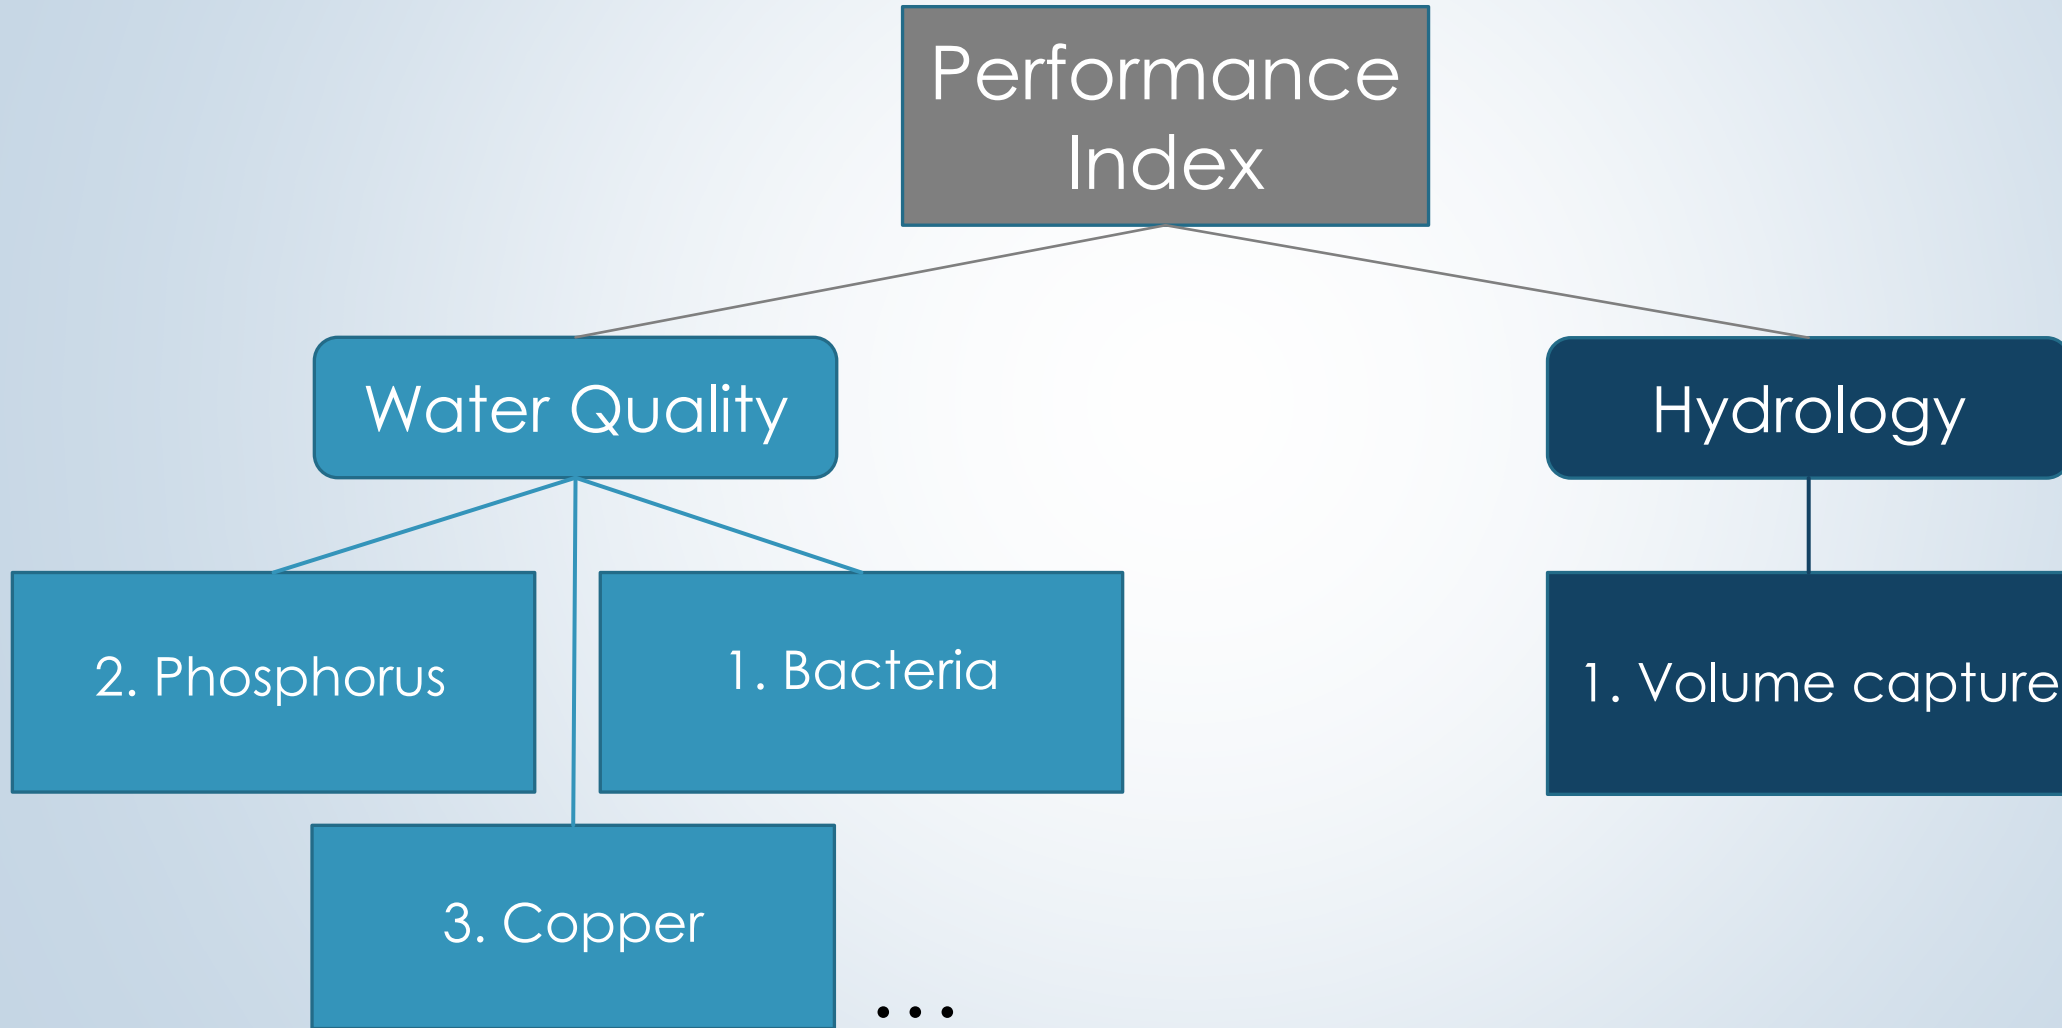 Performance
Index
Water Quality
Hydrology
2. Phosphorus
1. Bacteria
1. Volume capture
3. Copper
...